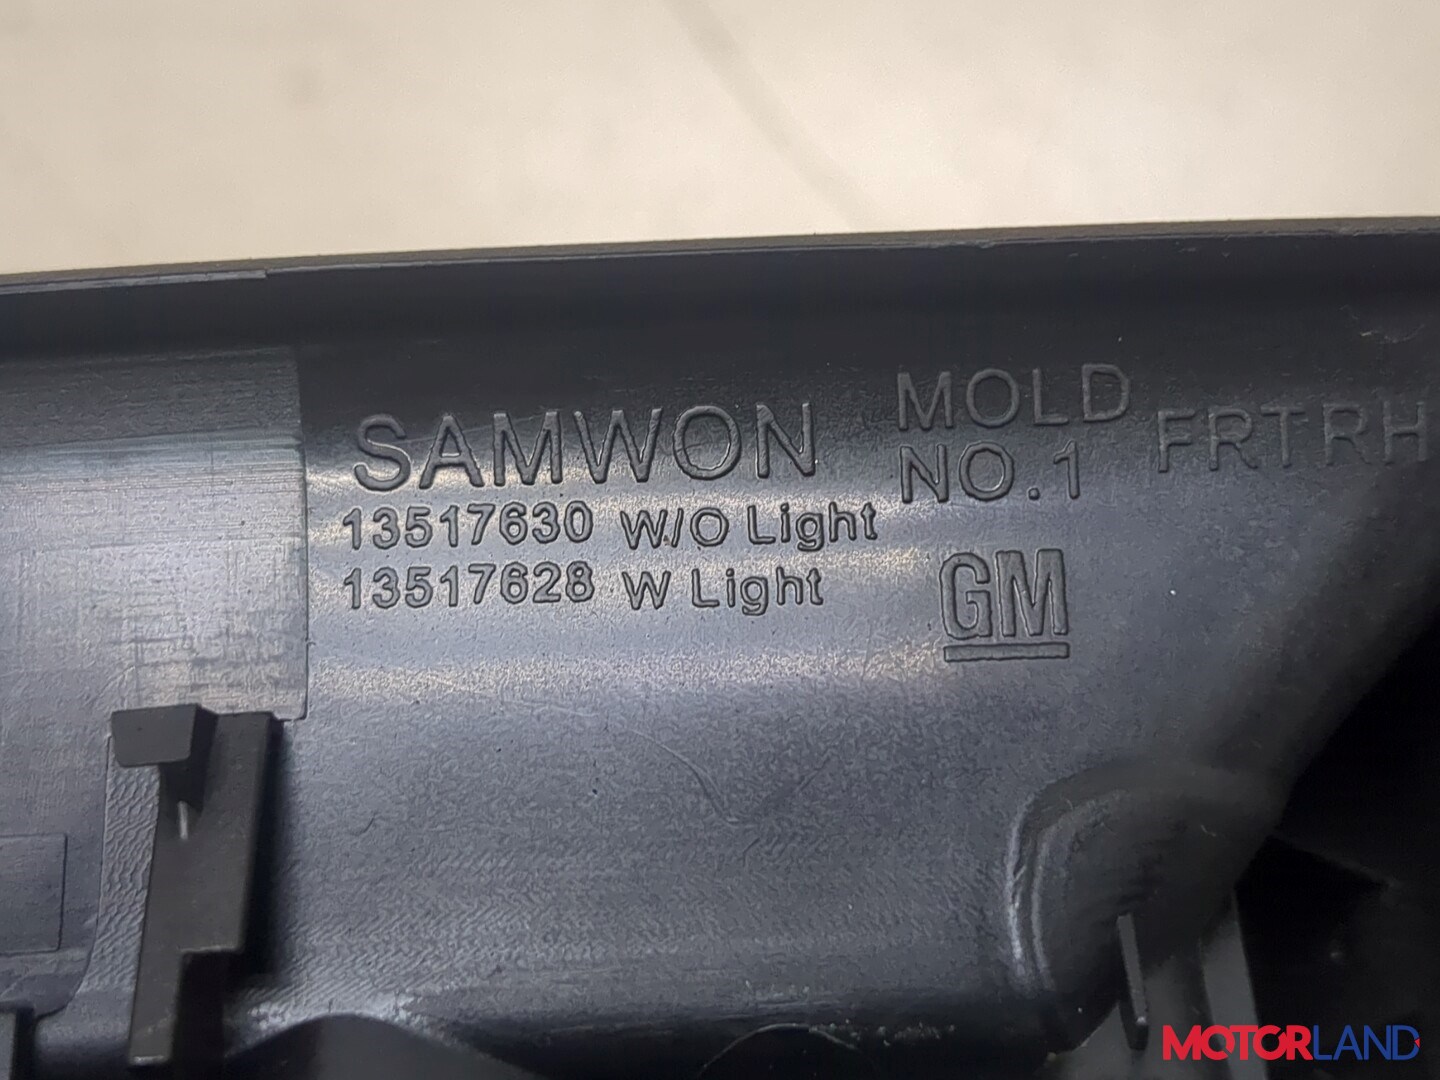 SAMWON
13517630 W/O Light
13517628 W Light
MOLD
NO.1
FRTRH
GM
MOTORLAND